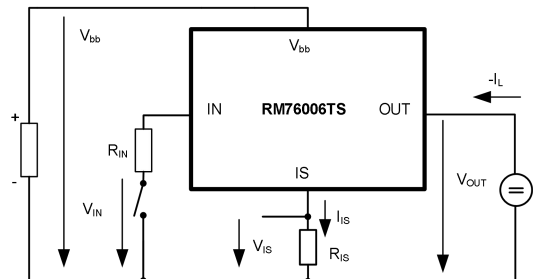 V_bb
V_bb
-I_L
+
IN
RM76006TS
OUT
R_IN
IS
V_OUT
-
V_IN
I_IS
V_IS
R_IS